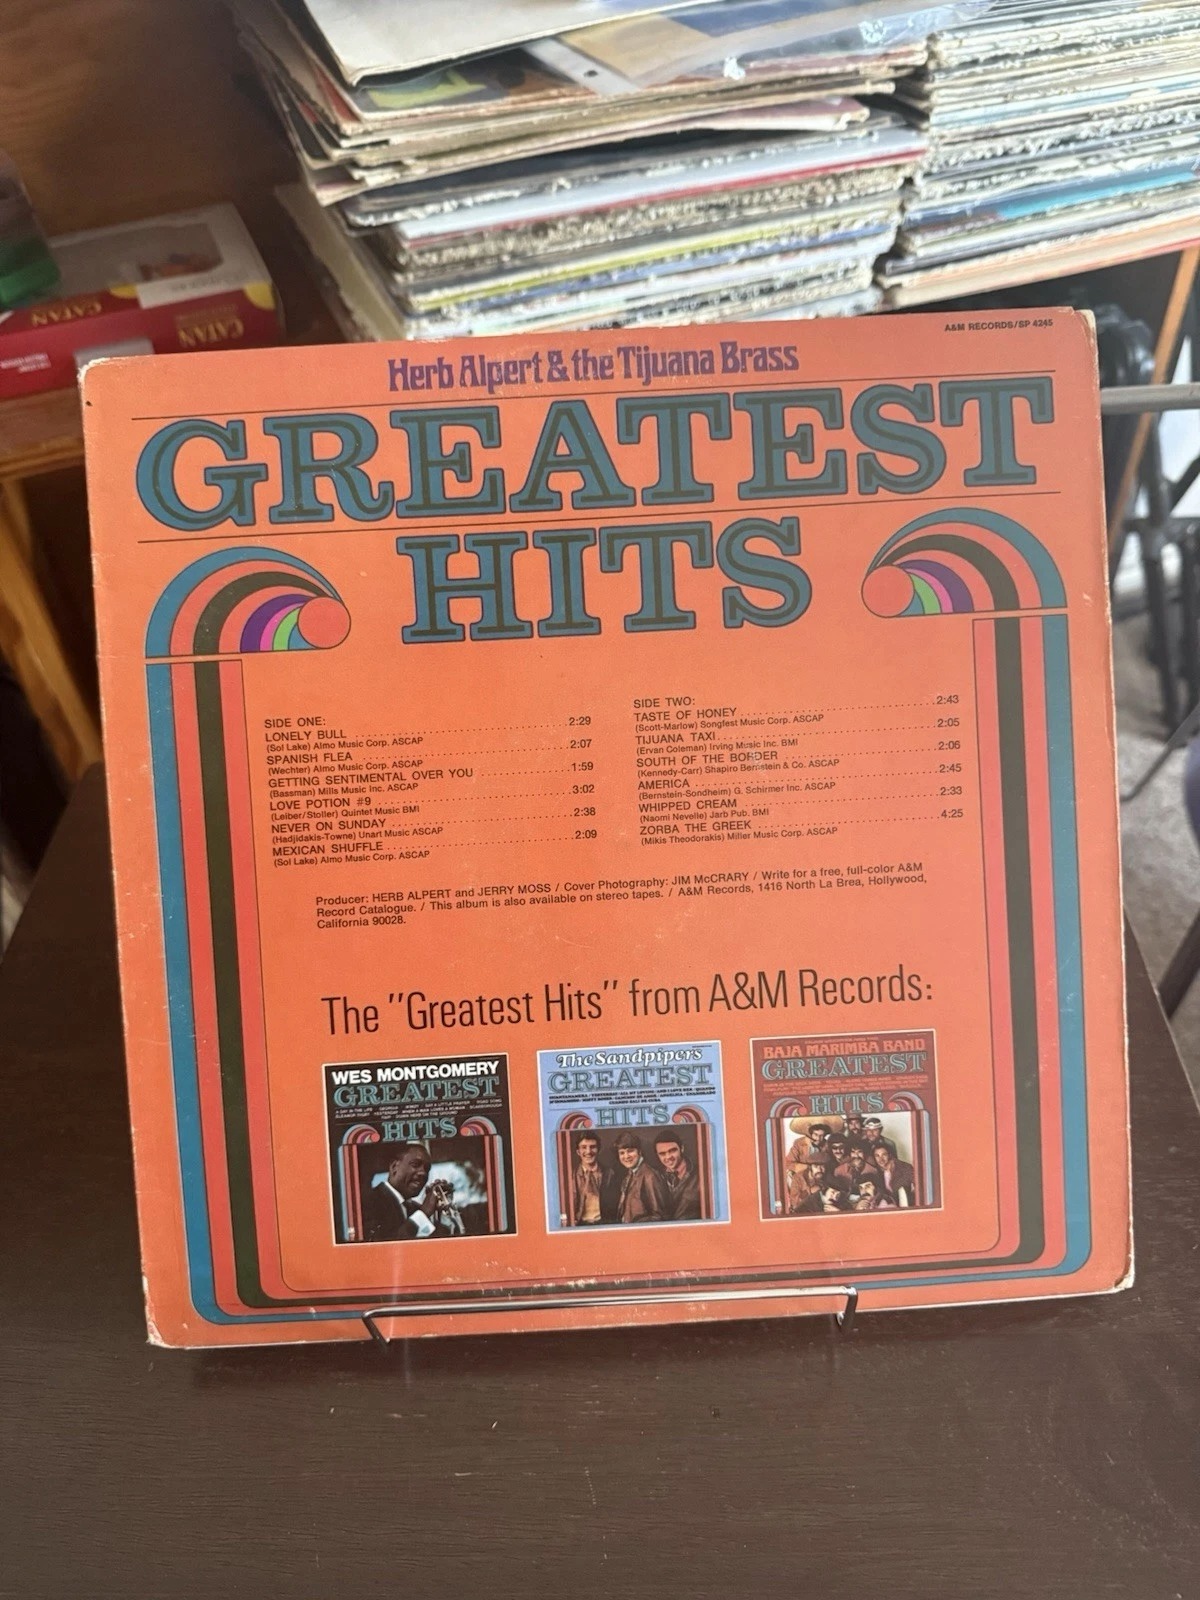 CATAN
CATAN
A&M RECORDS/SP 4245
Herb Alpert & the Tijuana Brass
GREATEST
HITS
SIDE ONE:
LONELY BULL ........ 2:29
(Sol Lake) Almo Music Corp. ASCAP
SPANISH FLEA ........ 2:07
(Wechter) Almo Music Corp. ASCAP
GETTING SENTIMENTAL OVER YOU ........ 1:59
(Bassman) Mills Music Inc. ASCAP
LOVE POTION #9 ........ 3:02
(Leiber/Stoller) Quintet Music BMI
NEVER ON SUNDAY ........ 2:38
(Hadjidakis-Towne) Unart Music ASCAP
MEXICAN SHUFFLE ........ 2:09
(Sol Lake) Almo Music Corp. ASCAP
SIDE TWO:
TASTE OF HONEY ........ 2:43
(Scott-Marlow) Songfest Music Corp. ASCAP
TIJUANA TAXI ........ 2:05
(Ervan Coleman) Irving Music Inc. BMI
SOUTH OF THE BORDER ........ 2:06
(Kennedy-Carr) Shapiro Bernstein & Co. ASCAP
AMERICA ........ 2:45
(Bernstein-Sondheim) G. Schirmer Inc. ASCAP
WHIPPED CREAM ........ 2:33
(Naomi Nevelle) Jarb Pub. BMI
ZORBA THE GREEK ........ 4:25
(Mikis Theodorakis) Miller Music Corp. ASCAP
Producer: HERB ALPERT and JERRY MOSS / Cover Photography: JIM McCRARY / Write for a free, full-color A&M
Record Catalogue. / This album is also available on stereo tapes. / A&M Records, 1416 North La Brea, Hollywood,
California 90028.
The "Greatest Hits" from A&M Records:
WES MONTGOMERY
GREATEST
HITS
The Sandpipers
GREATEST
HITS
BAJA MARIMBA BAND
GREATEST
HITS